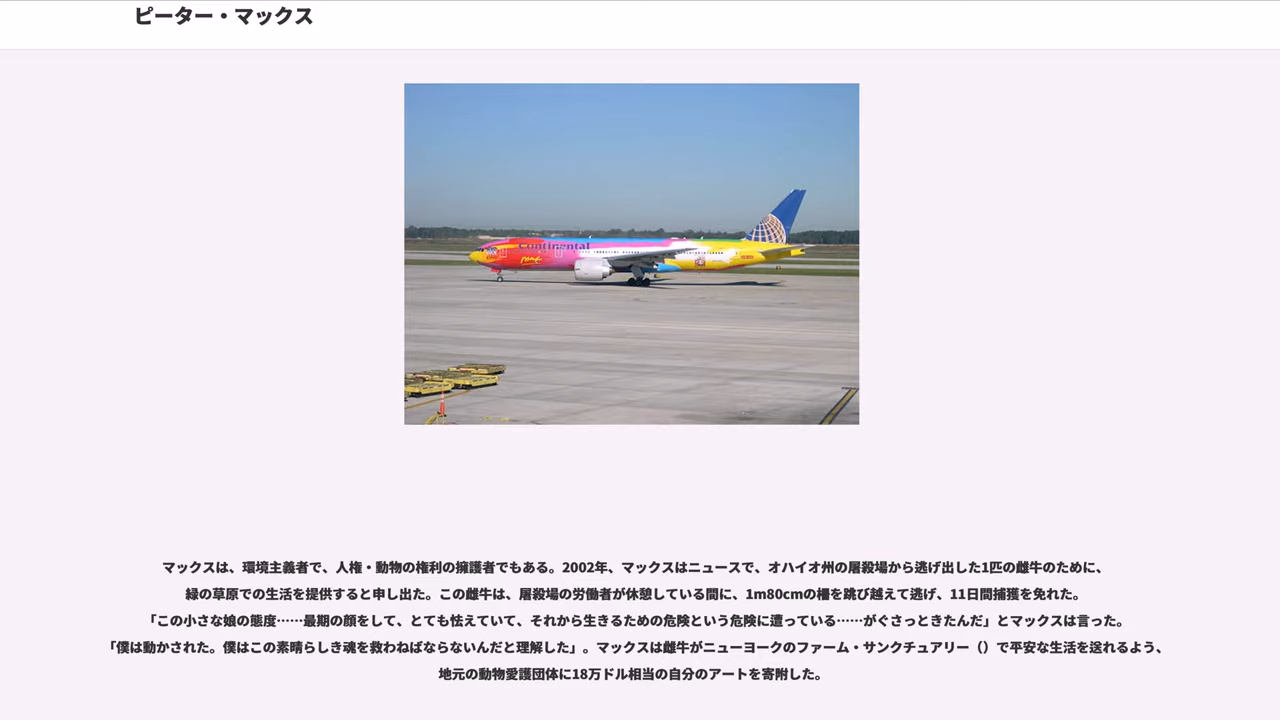 ピーター・マックス
Continental
マックスは、環境主義者で、人権・動物の権利の擁護者でもある。2002年、マックスはニュースで、オハイオ州の屠殺場から逃げ出した1匹の雌牛のために、
緑の草原での生活を提供すると申し出た。この雌牛は、屠殺場の労働者が休憩している間に、1m80cmの柵を跳び越えて逃げ、11日間捕獲を免れた。
「この小さな娘の態度……最期の顔をして、とても怯えていて、それから生きるための危険という危険に遭っている……がぐさっときたんだ」とマックスは言った。
「僕は動かされた。僕はこの素晴らしき魂を救わねばならないんだと理解した」。マックスは雌牛がニューヨークのファーム・サンクチュアリー（）で平安な生活を送れるよう、
地元の動物愛護団体に18万ドル相当の自分のアートを寄附した。